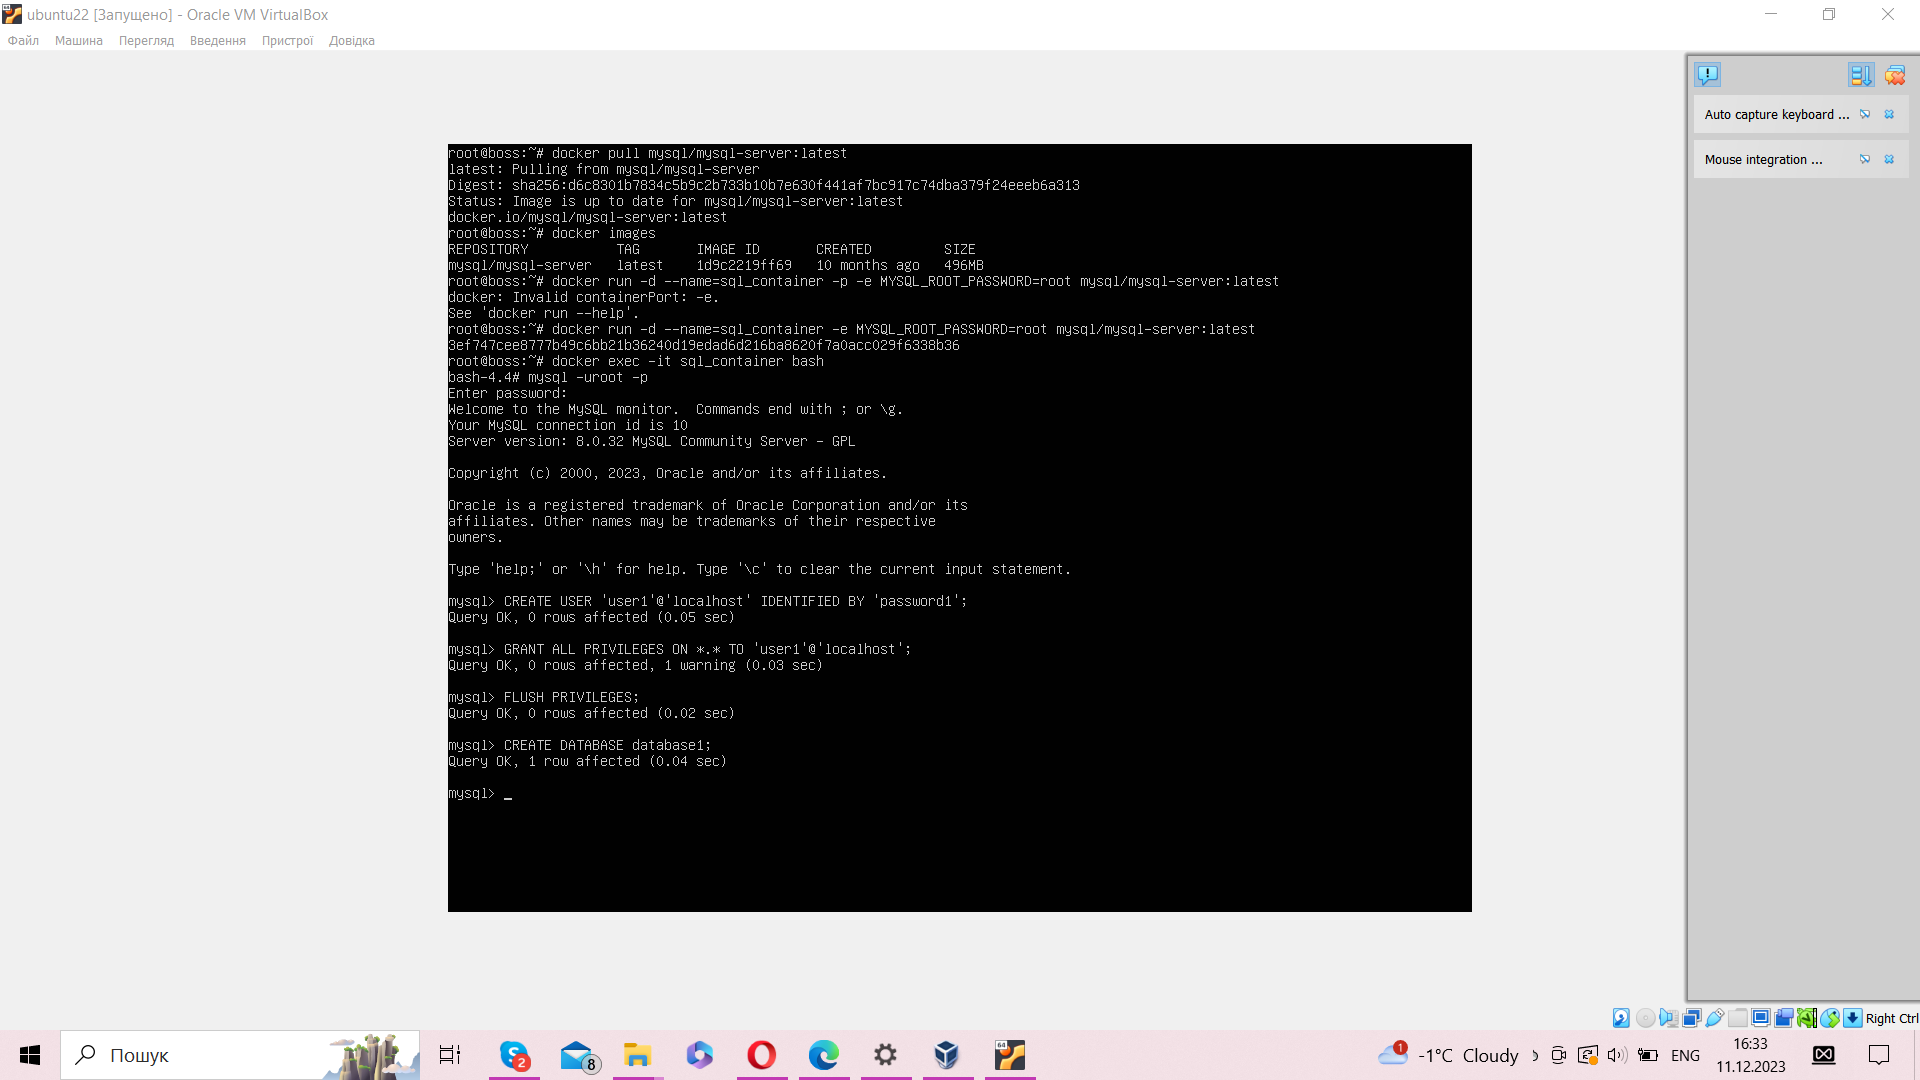 ubuntu22 [Запущено] - Oracle VM VirtualBox
Файл Машина Перегляд Введення Пристрої Довідка
Auto capture keyboard ...
Mouse integration ...
root@boss:~# docker pull mysql/mysql-server:latest
latest: Pulling from mysql/mysql-server
Digest: sha256:d6c8301b7834c5b9c2b733b10b7e630f441af7bc917c74dba379f24eeeb6a313
Status: Image is up to date for mysql/mysql-server:latest
docker.io/mysql/mysql-server:latest
root@boss:~# docker images
REPOSITORY TAG IMAGE ID CREATED SIZE
mysql/mysql-server latest 1d9c2219ff69 10 months ago 496MB
root@boss:~# docker run -d --name=sql_container -p -e MYSQL_ROOT_PASSWORD=root mysql/mysql-server:latest
docker: Invalid containerPort: -e.
See 'docker run --help'.
root@boss:~# docker run -d --name=sql_container -e MYSQL_ROOT_PASSWORD=root mysql/mysql-server:latest
3ef747cee8777b49c6bb21b36240d19edad6d216ba8620f7a0acc029f6338b36
root@boss:~# docker exec -it sql_container bash
bash-4.4# mysql -uroot -p
Enter password:
Welcome to the MySQL monitor.  Commands end with ; or \g.
Your MySQL connection id is 10
Server version: 8.0.32 MySQL Community Server - GPL
Copyright (c) 2000, 2023, Oracle and/or its affiliates.
Oracle is a registered trademark of Oracle Corporation and/or its
affiliates. Other names may be trademarks of their respective
owners.
Type 'help;' or '\h' for help. Type '\c' to clear the current input statement.
mysql> CREATE USER 'user1'@'localhost' IDENTIFIED BY 'password1';
Query OK, 0 rows affected (0.05 sec)
mysql> GRANT ALL PRIVILEGES ON *.* TO 'user1'@'localhost';
Query OK, 0 rows affected, 1 warning (0.03 sec)
mysql> FLUSH PRIVILEGES;
Query OK, 0 rows affected (0.02 sec)
mysql> CREATE DATABASE database1;
Query OK, 1 row affected (0.04 sec)
mysql> _
Right Ctrl
Пошук
2
8
64
1
-1°C Cloudy
ENG
16:33
11.12.2023